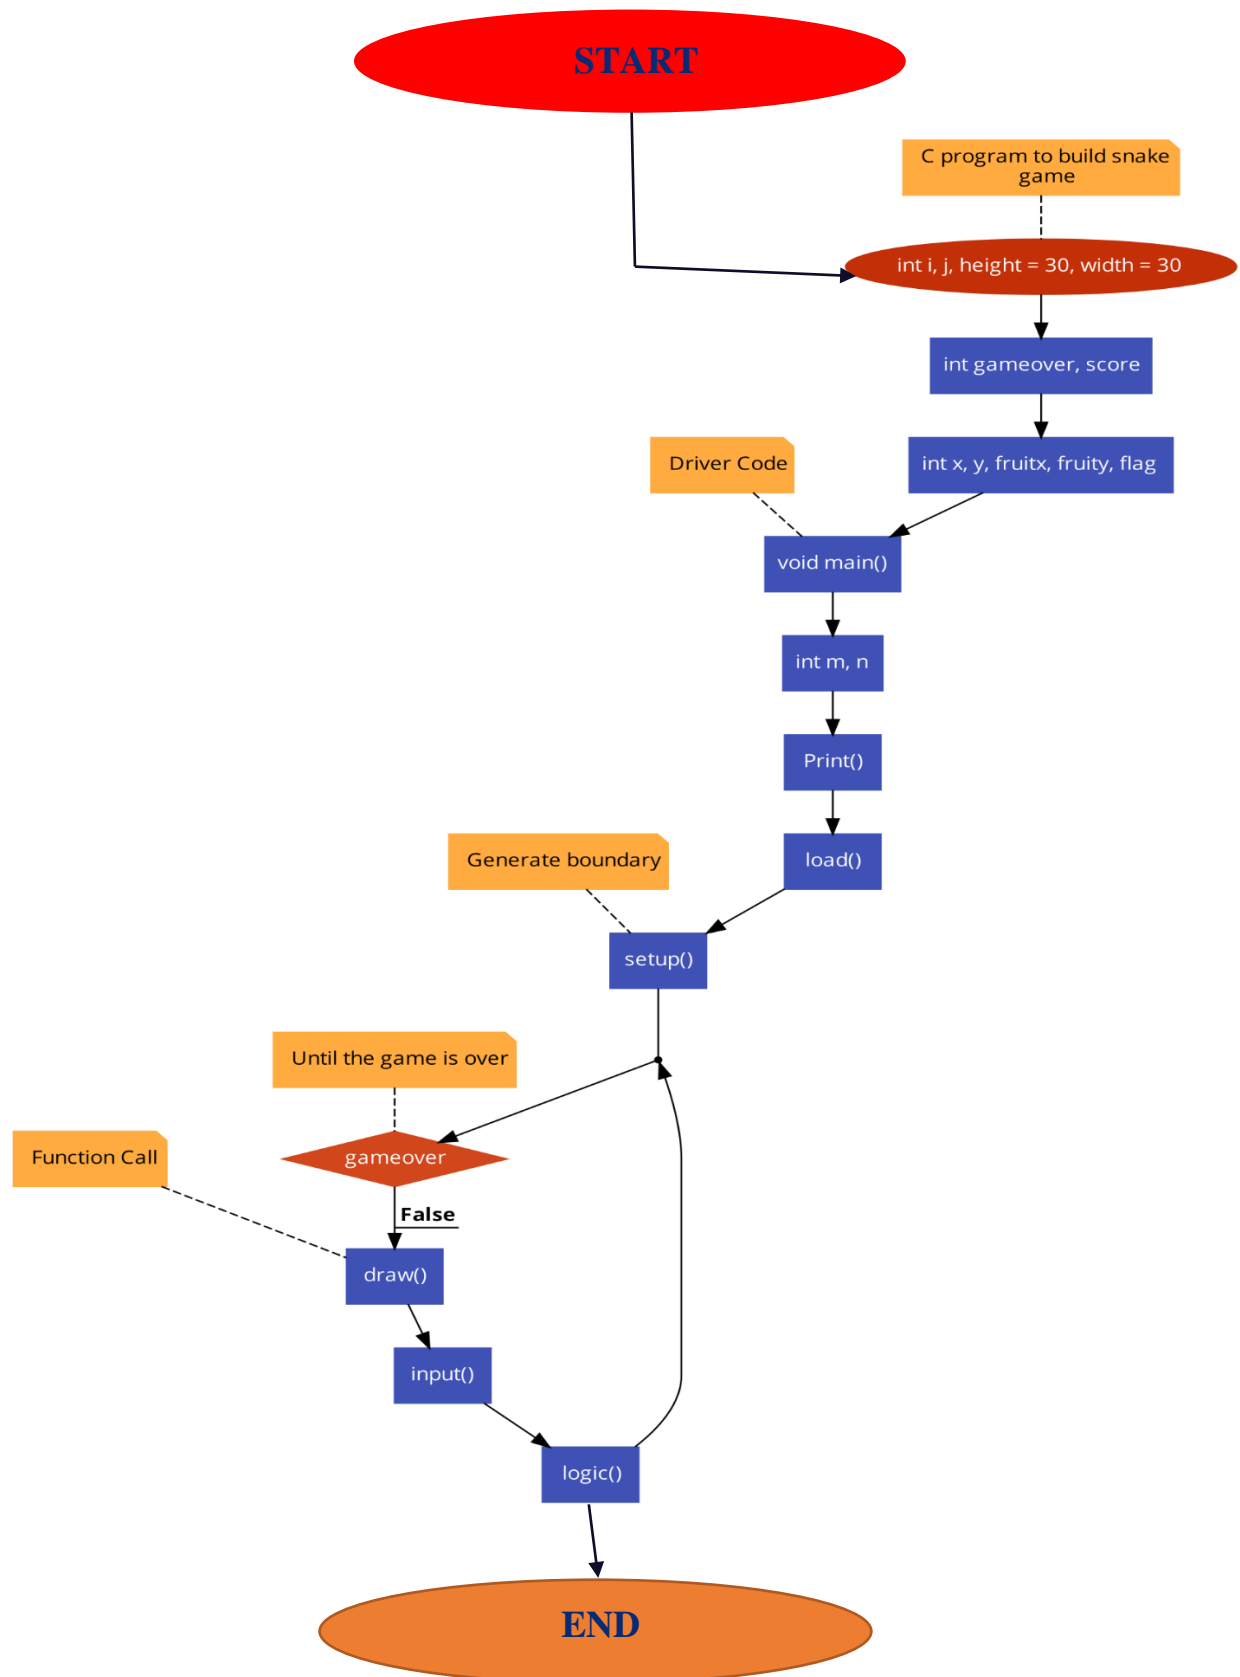 START
C program to build snake
game
int i, j, height = 30, width = 30
int gameover, score
int x, y, fruitx, fruity, flag
Driver Code
void main()
int m, n
Print()
load()
Generate boundary
setup()
Until the game is over
gameover
Function Call
False
draw()
input()
logic()
END